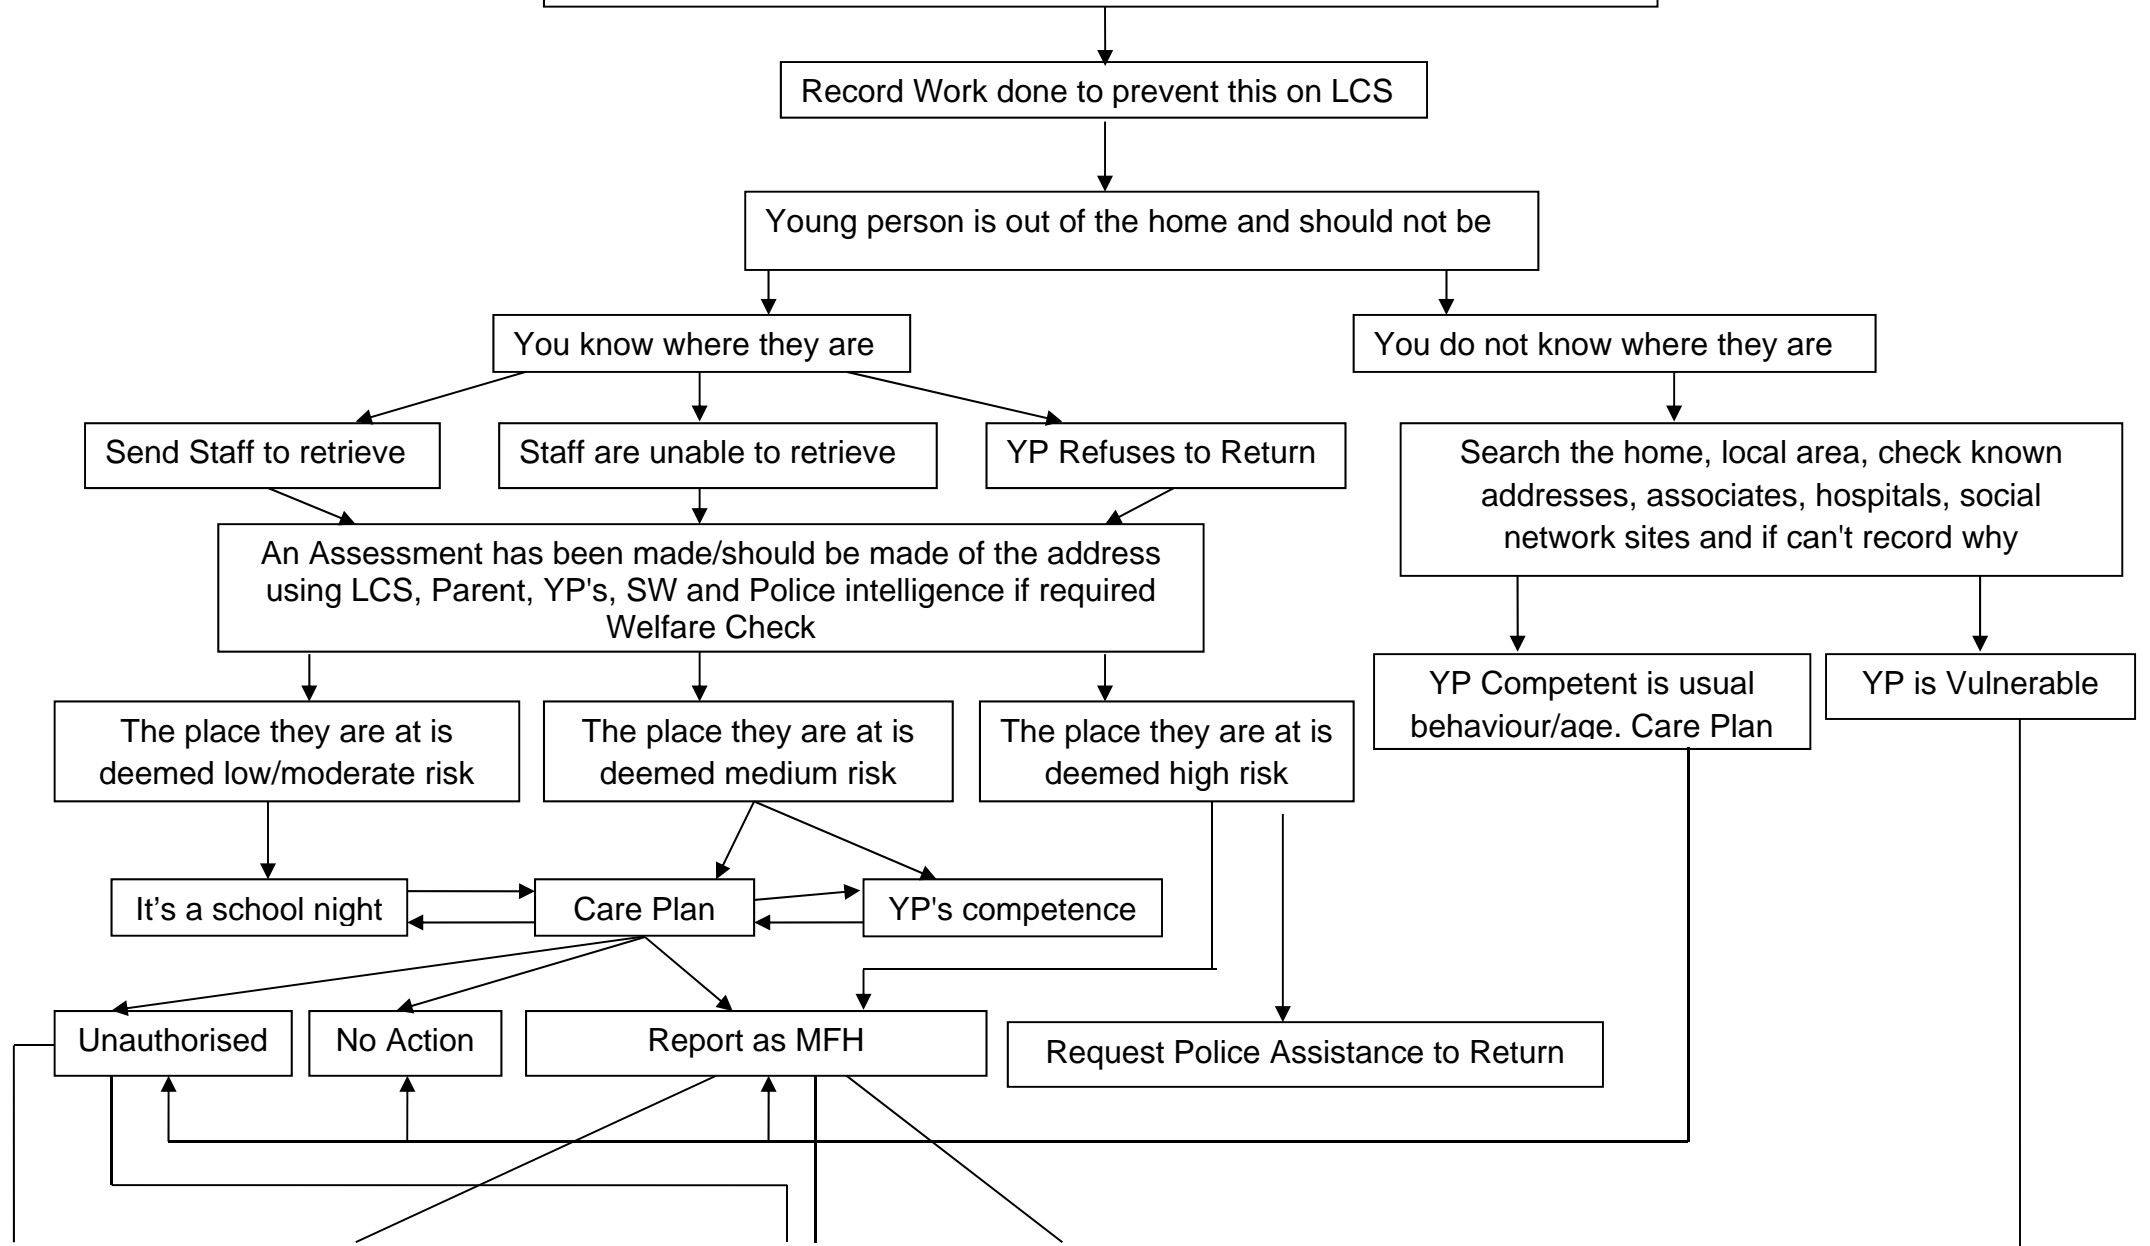 Record Work done to prevent this on LCS
Young person is out of the home and should not be
You know where they are
You do not know where they are
Send Staff to retrieve
Staff are unable to retrieve
YP Refuses to Return
Search the home, local area, check known
addresses, associates, hospitals, social
network sites and if can't record why
An Assessment has been made/should be made of the address
using LCS, Parent, YP's, SW and Police intelligence if required
Welfare Check
YP Competent is usual
behaviour/age. Care Plan
YP is Vulnerable
The place they are at is
deemed low/moderate risk
The place they are at is
deemed medium risk
The place they are at is
deemed high risk
It’s a school night
Care Plan
YP's competence
Unauthorised
No Action
Report as MFH
Request Police Assistance to Return